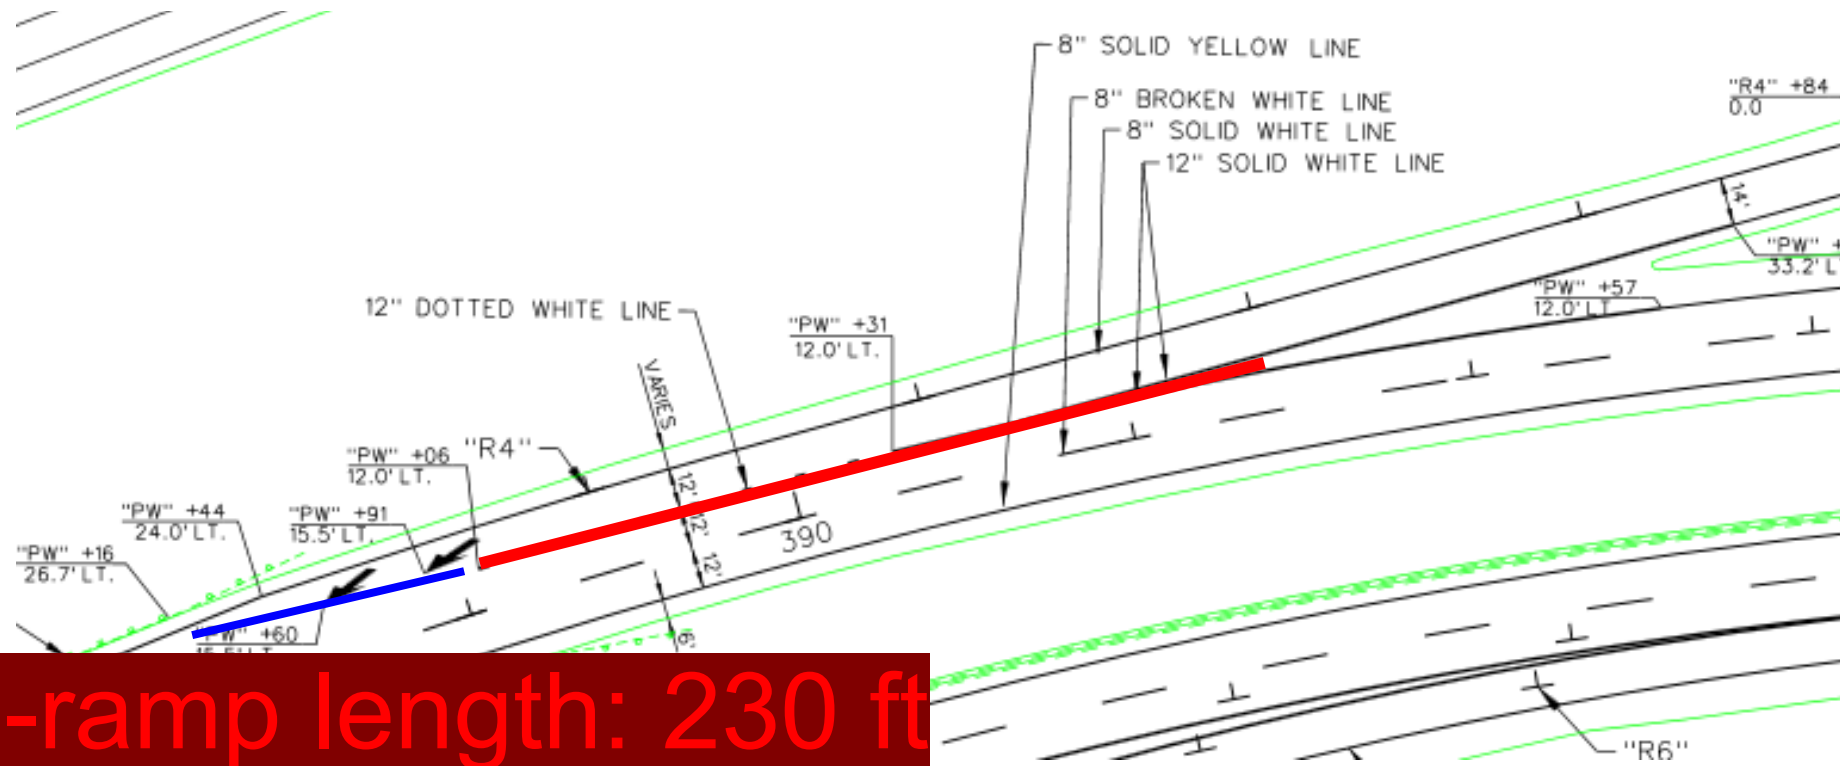 8" SOLID YELLOW LINE
8" BROKEN WHITE LINE
8" SOLID WHITE LINE
12" SOLID WHITE LINE
"R4" +84
0.0
14'
"PW" +
33.2' L
"PW" +57
12.0' LT
12" DOTTED WHITE LINE
"PW" +31
12.0' LT.
VARIES
"R4"
"PW" +06
12.0' LT.
12'
12'
12'
390
"PW" +44
24.0' LT.
"PW" +91
15.5' LT.
"PW" +16
26.7' LT.
"PW" +60
6'
-ramp length: 230 ft
"R6"